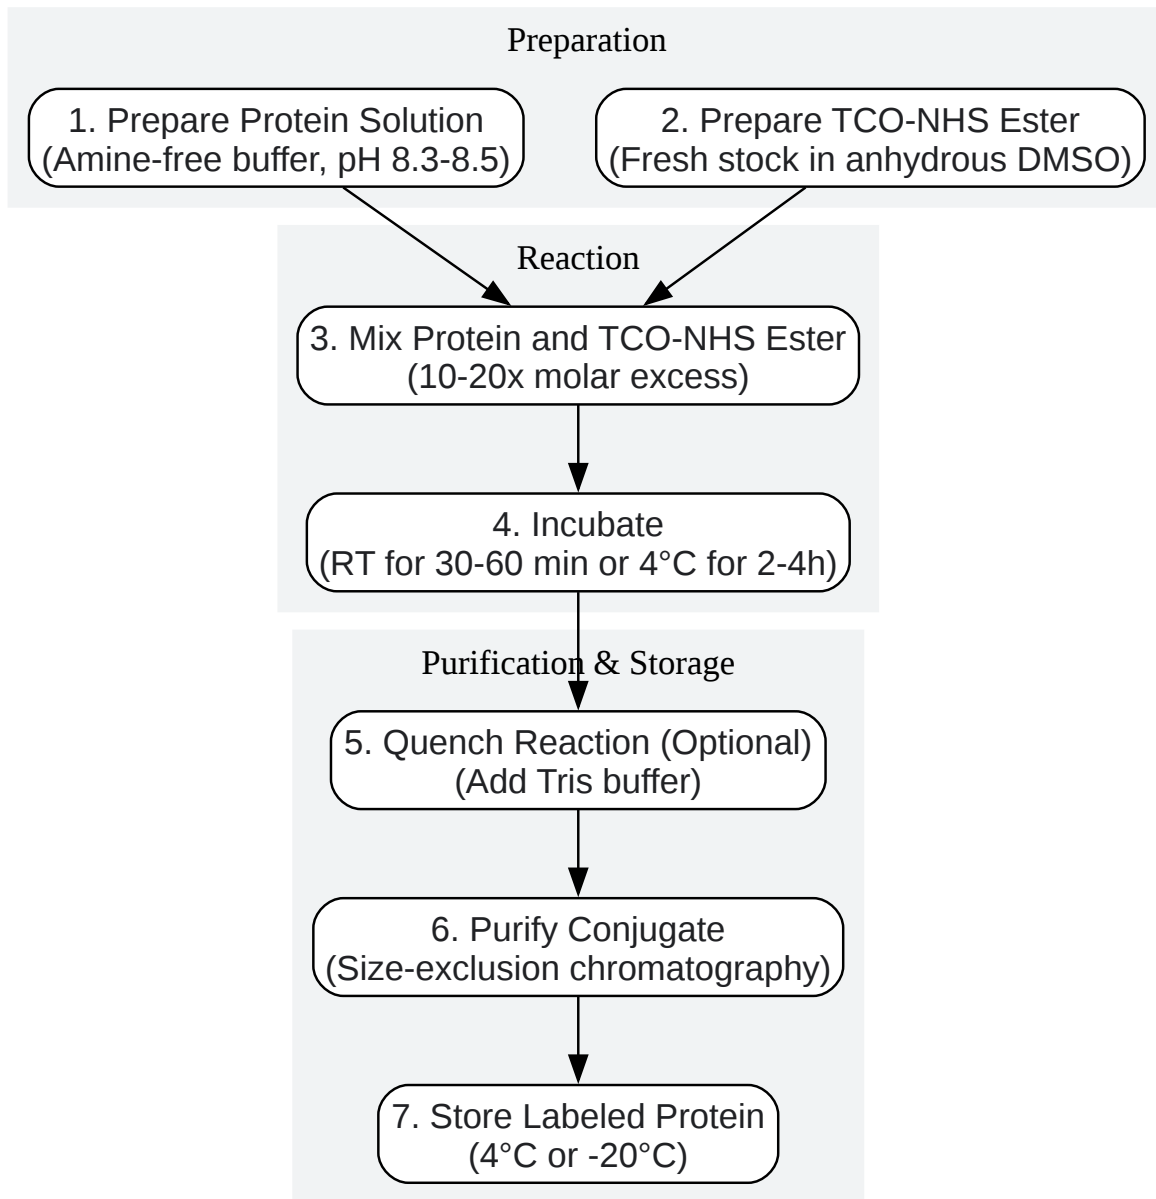 Preparation
1. Prepare Protein Solution
(Amine-free buffer, pH 8.3-8.5)
2. Prepare TCO-NHS Ester
(Fresh stock in anhydrous DMSO)
Reaction
3. Mix Protein and TCO-NHS Ester
(10-20x molar excess)
4. Incubate
(RT for 30-60 min or 4°C for 2-4h)
Purification & Storage
5. Quench Reaction (Optional)
(Add Tris buffer)
6. Purify Conjugate
(Size-exclusion chromatography)
7. Store Labeled Protein
(4°C or -20°C)